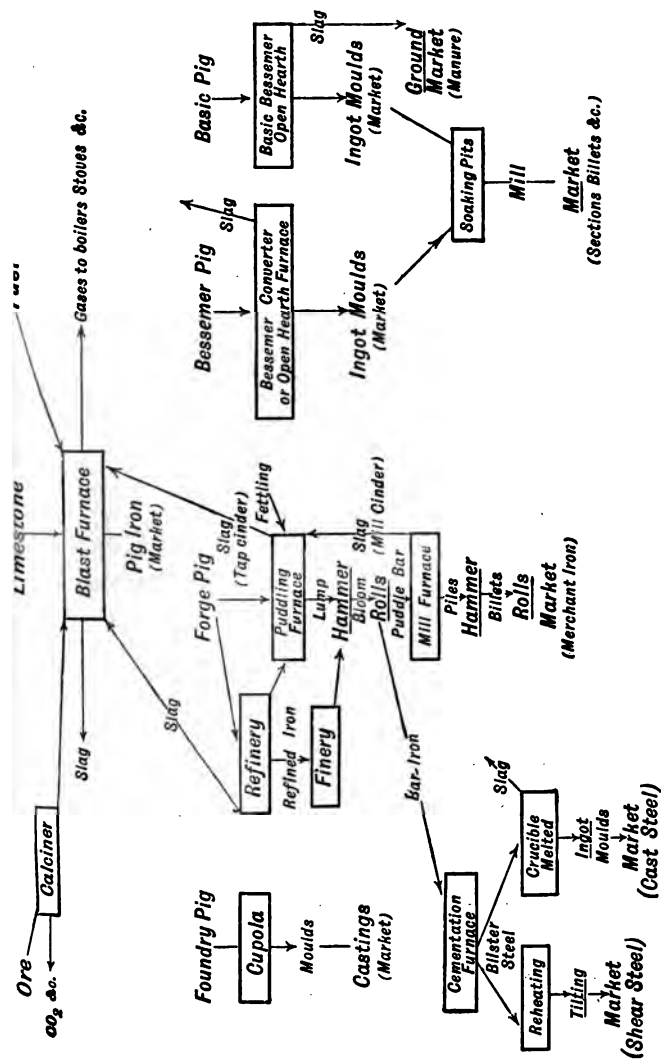 Ore
CO₂ &c.
Calciner
Limestone
Blast Furnace
Gases to boilers Stoves &c.
Slag
Pig Iron
(Market)
Slag
Foundry Pig
Cupola
Moulds
Castings
(Market)
Forge Pig
Refinery
Refined Iron
Finery
Slag
(Tap cinder)
Fettling
Puddling
Furnace
Lump
Hammer
Bloom
Rolls
Puddle Bar
Slag
(Mill Cinder)
Mill Furnace
Piles
Hammer
Billets
Rolls
Market
(Merchant Iron)
Bar-Iron
Cementation
Furnace
Blister
Steel
Reheating
Tilting
Market
(Shear Steel)
Slag
Crucible
Melted
Ingot
Moulds
Market
(Cast Steel)
Bessemer Pig
Slag
Bessemer Converter
or Open Hearth Furnace
Ingot Moulds
(Market)
Basic Pig
Slag
Basic Bessemer
Open Hearth
Ingot Moulds
(Market)
Ground
Market
(Manure)
Soaking Pits
Mill
Market
(Sections Billets &c.)